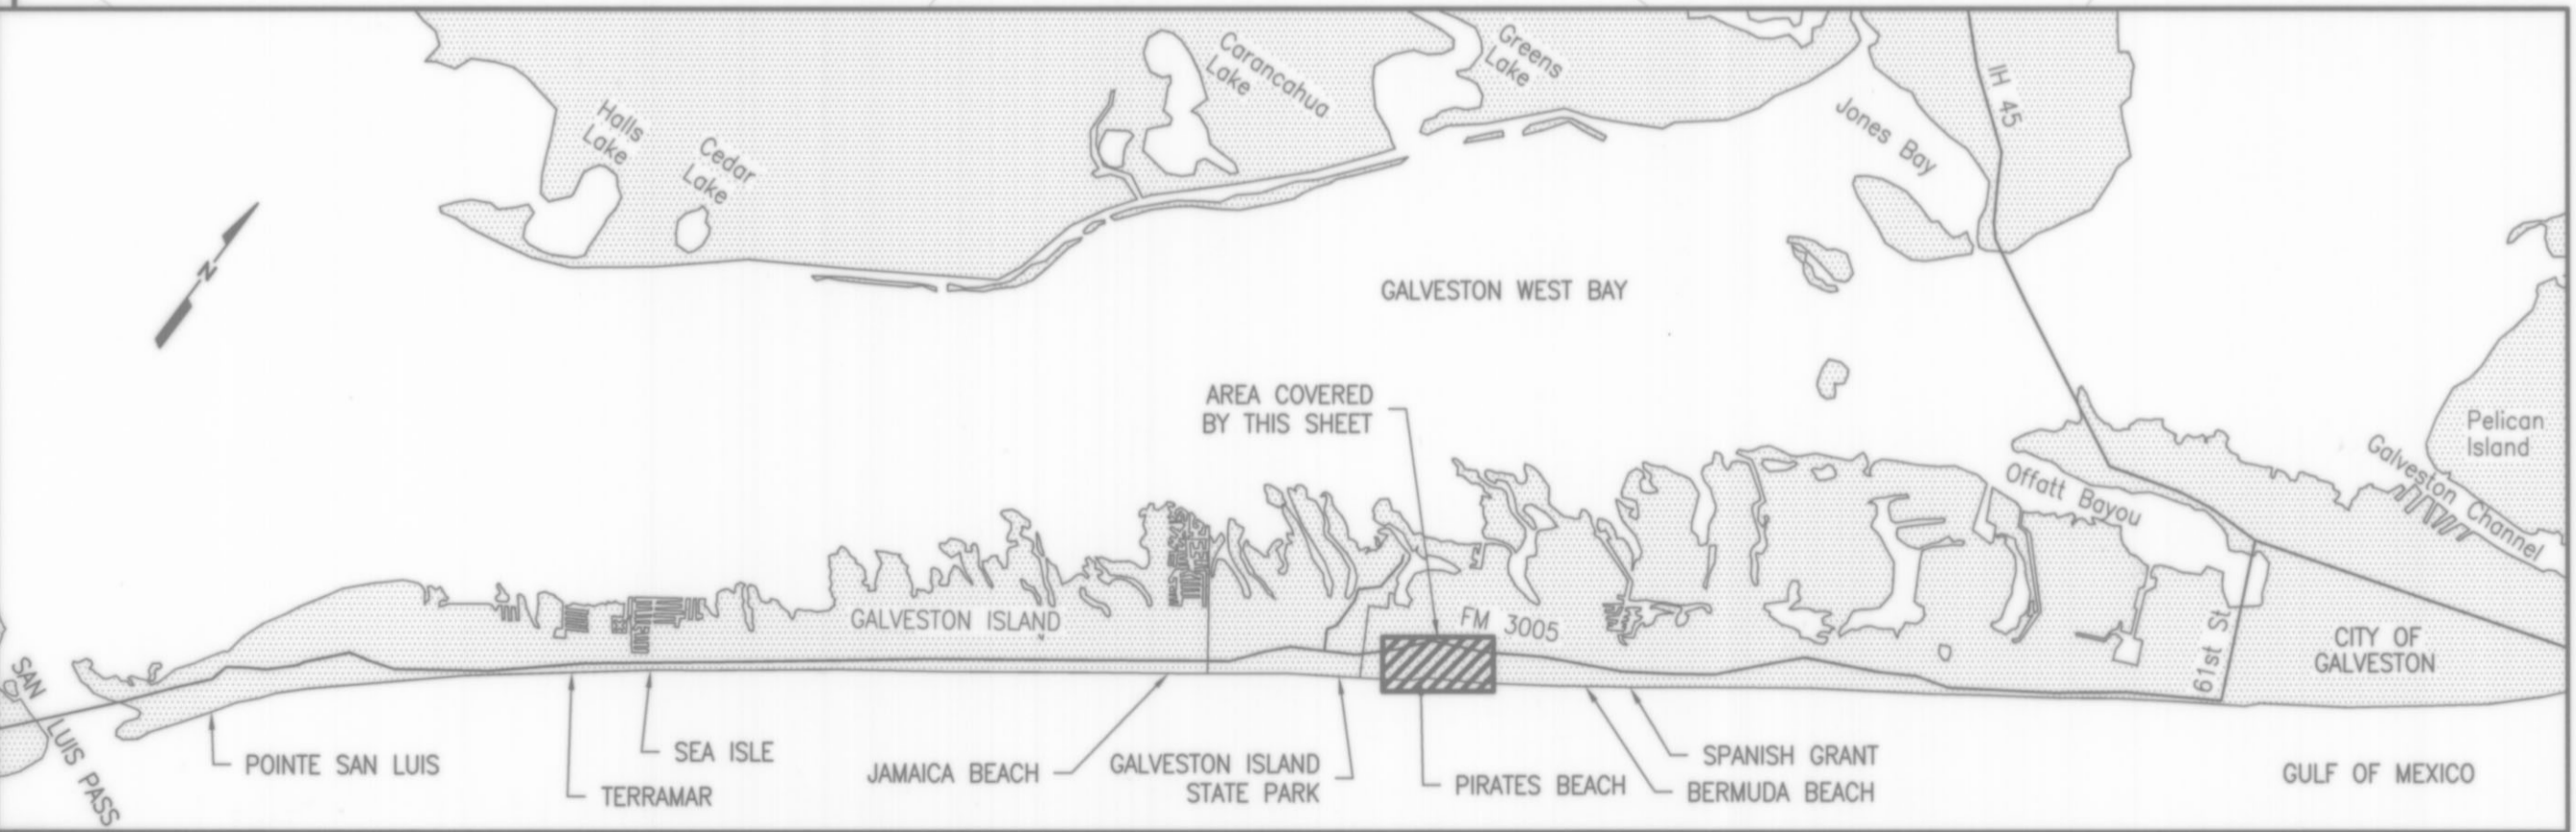 Halls
Lake
Cedar
Lake
Carancahua
Lake
Greens
Lake
Jones Bay
IH 45
N
GALVESTON WEST BAY
AREA COVERED
BY THIS SHEET
Pelican
Island
Galveston Channel
Offatt Bayou
GALVESTON ISLAND
FM 3005
61st St
CITY OF
GALVESTON
SAN
LUIS PASS
POINTE SAN LUIS
TERRAMAR
SEA ISLE
JAMAICA BEACH
GALVESTON ISLAND
STATE PARK
PIRATES BEACH
SPANISH GRANT
BERMUDA BEACH
GULF OF MEXICO